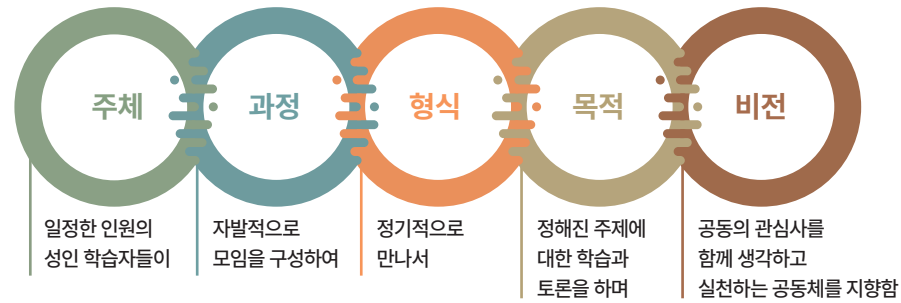 주체
과정
형식
목적
비전
일정한 인원의
성인 학습자들이
자발적으로
모임을 구성하여
정기적으로
만나서
정해진 주제에
대한 학습과
토론을 하며
공동의 관심사를
함께 생각하고
실천하는 공동체를 지향함